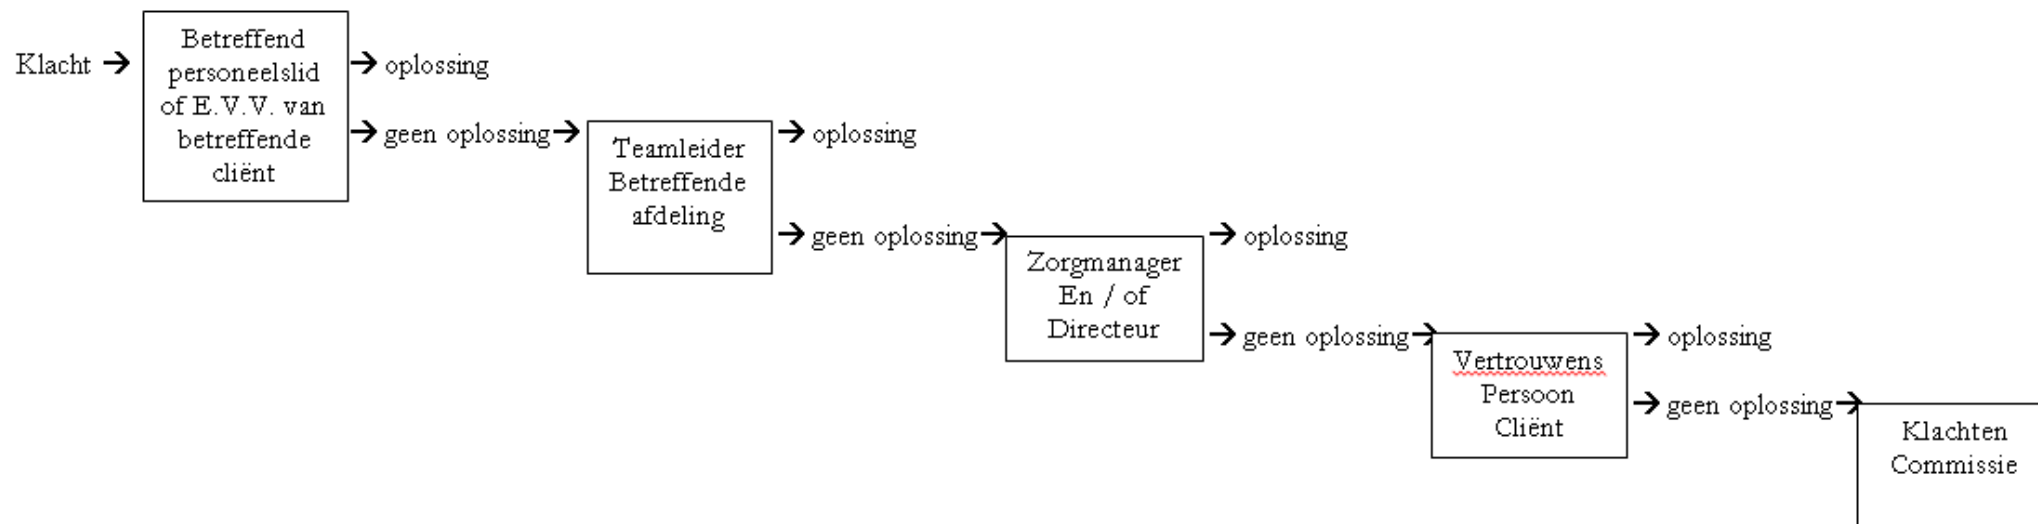 Klacht →
Betreffend
personeelslid
of E.V.V. van
betreffende
cliënt
→ oplossing
→ geen oplossing →
Teamleider
Betreffende
afdeling
→ oplossing
→ geen oplossing →
Zorgmanager
En / of
Directeur
→ oplossing
→ geen oplossing →
Vertrouwens
Persoon
Cliënt
→ oplossing
→ geen oplossing →
Klachten
Commissie